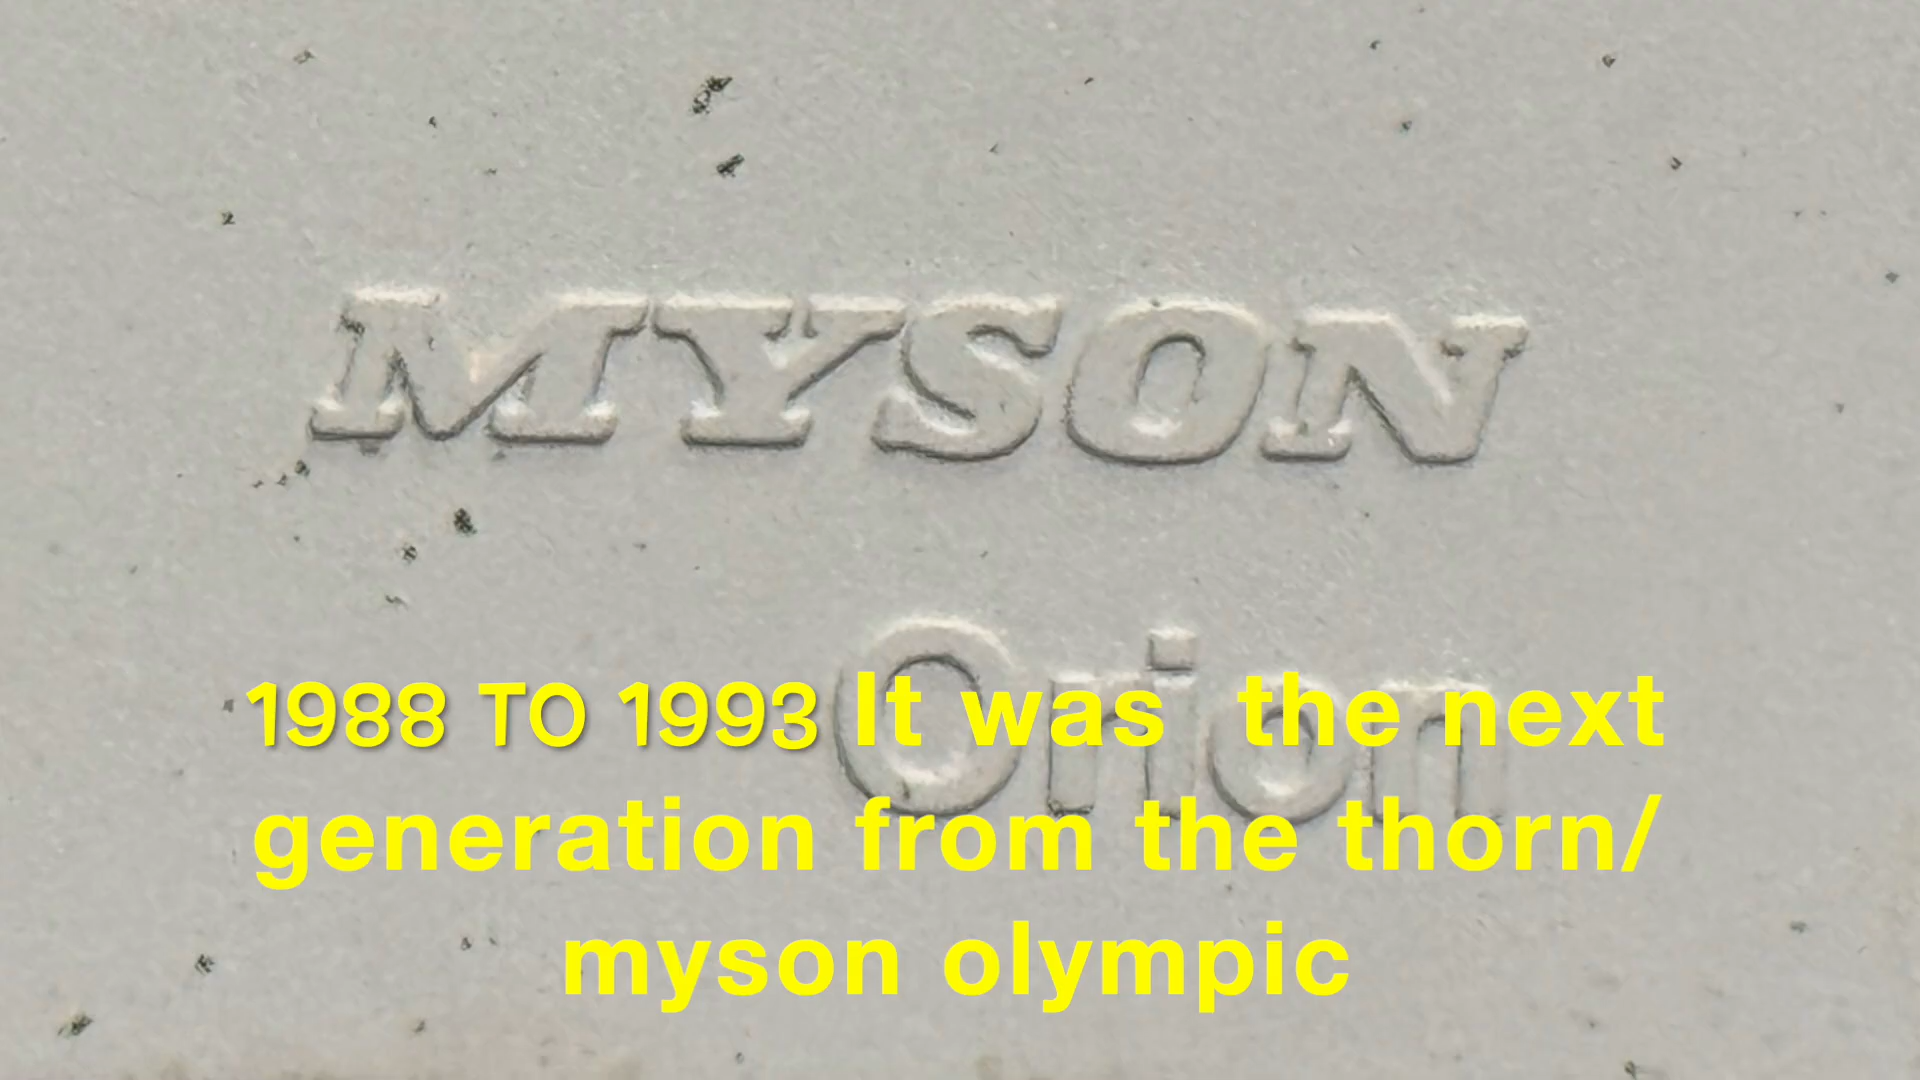 MYSON
Orion
1988 TO 1993 It was  the next
generation from the thorn/
myson olympic